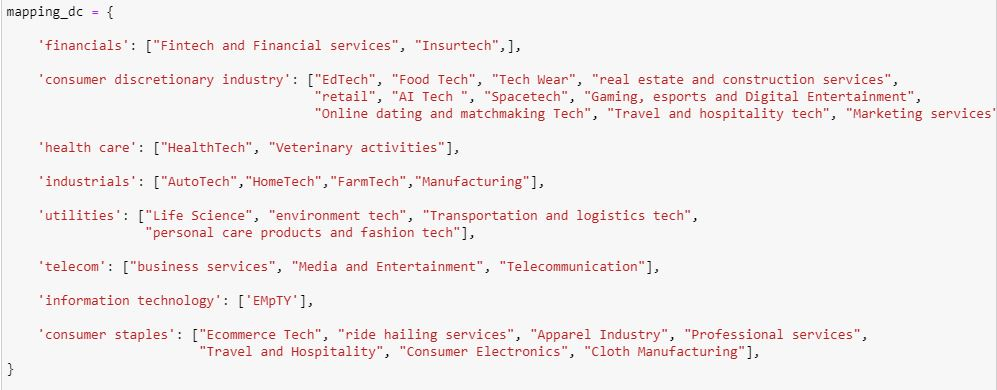 mapping_dc = {
'financials': ["Fintech and Financial services", "Insurtech",],
'consumer discretionary industry': ["EdTech", "Food Tech", "Tech Wear", "real estate and construction services",
"retail", "AI Tech ", "Spacetech", "Gaming, esports and Digital Entertainment",
"Online dating and matchmaking Tech", "Travel and hospitality tech", "Marketing services"
'health care': ["HealthTech", "Veterinary activities"],
'industrials': ["AutoTech","HomeTech","FarmTech","Manufacturing"],
'utilities': ["Life Science", "environment tech", "Transportation and logistics tech",
"personal care products and fashion tech"],
'telecom': ["business services", "Media and Entertainment", "Telecommunication"],
'information technology': ['EMpTY'],
'consumer staples': ["Ecommerce Tech", "ride hailing services", "Apparel Industry", "Professional services",
"Travel and Hospitality", "Consumer Electronics", "Cloth Manufacturing"],
}